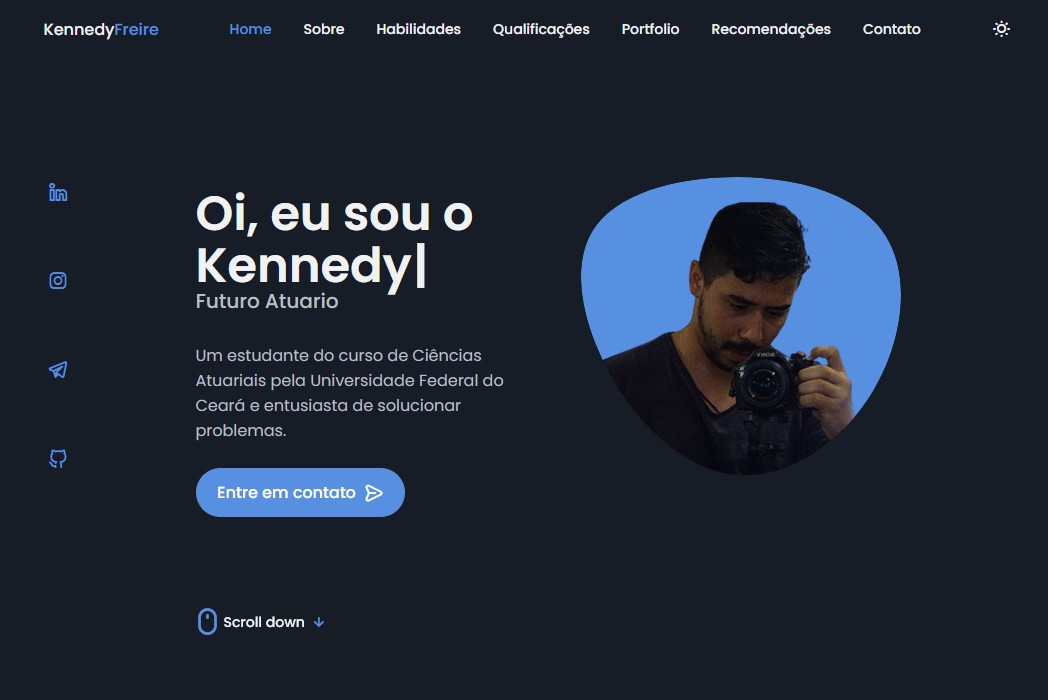 KennedyFreire
Home
Sobre
Habilidades
Qualificações
Portfolio
Recomendações
Contato
Oi, eu sou o
Kennedy|
Futuro Atuario
Um estudante do curso de Ciências
Atuariais pela Universidade Federal do
Ceará e entusiasta de solucionar
problemas.
SONY
Entre em contato
Scroll down